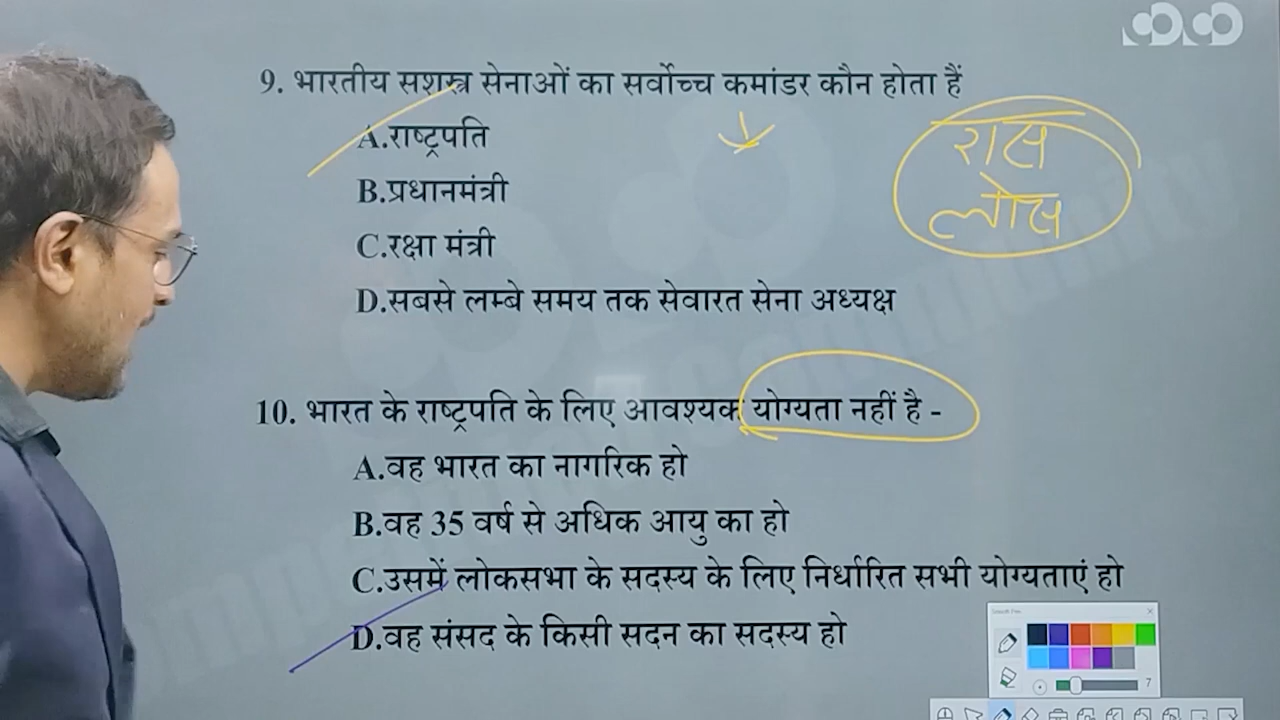 9. भारतीय सशस्त्र सेनाओं का सर्वोच्च कमांडर कौन होता हैं
A.राष्ट्रपति
B.प्रधानमंत्री
C.रक्षा मंत्री
D.सबसे लम्बे समय तक सेवारत सेना अध्यक्ष
10. भारत के राष्ट्रपति के लिए आवश्यक योग्यता नहीं है -
A.वह भारत का नागरिक हो
B.वह 35 वर्ष से अधिक आयु का हो
C.उसमें लोकसभा के सदस्य के लिए निर्धारित सभी योग्यताएं हो
D.वह संसद के किसी सदन का सदस्य हो
7